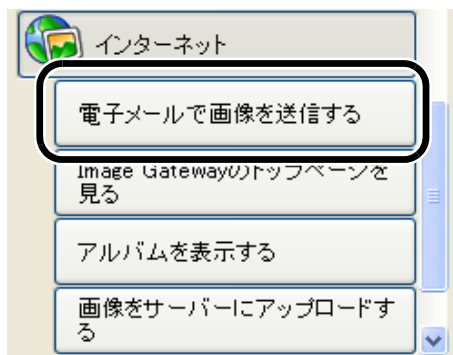 インターネット
電子メールで画像を送信する
Image Gatewayのトップページを
見る
アルバムを表示する
画像をサーバーにアップロードす
る